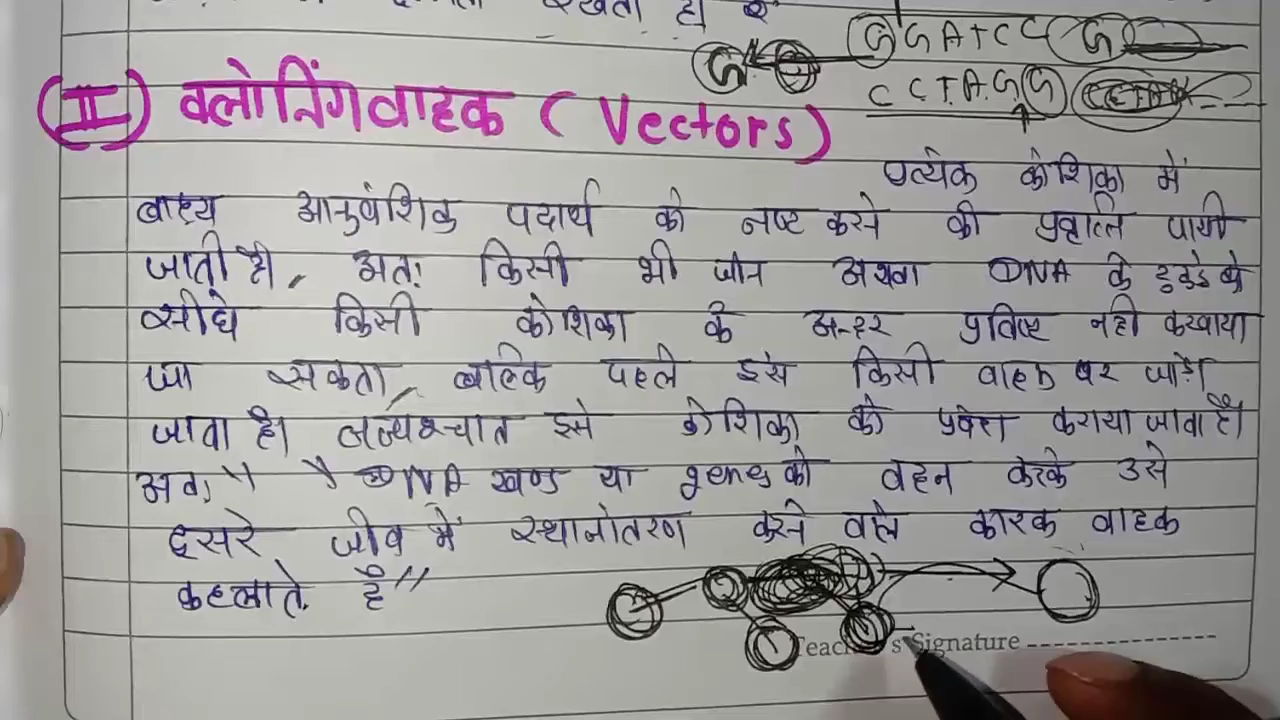 G G A T C C G
C C T A G G
(II) क्लोनिंगवाहक ( Vectors )
प्रत्येक कोशिका में
बाह्य आनुवंशिक पदार्थ को नष्ट करने की प्रवृत्ति पायी
जाती है। अतः किसी भी जीन अथवा DNA के टुकडे को
सीधे किसी कोशिका के अन्दर प्रविष्ट नही करवाया
जा सकता, बल्कि पहले इसे किसी वाहक पर जोड़ा
जाता है। तत्पश्चात इसे कोशिका को प्रवेश कराया जाता है।
अतः " DNA खण्ड या genes को वहन करके उसे
दूसरे जीव में स्थानांतरण करने वाले कारक वाहक
कहलाते है"
Teacher's Signature